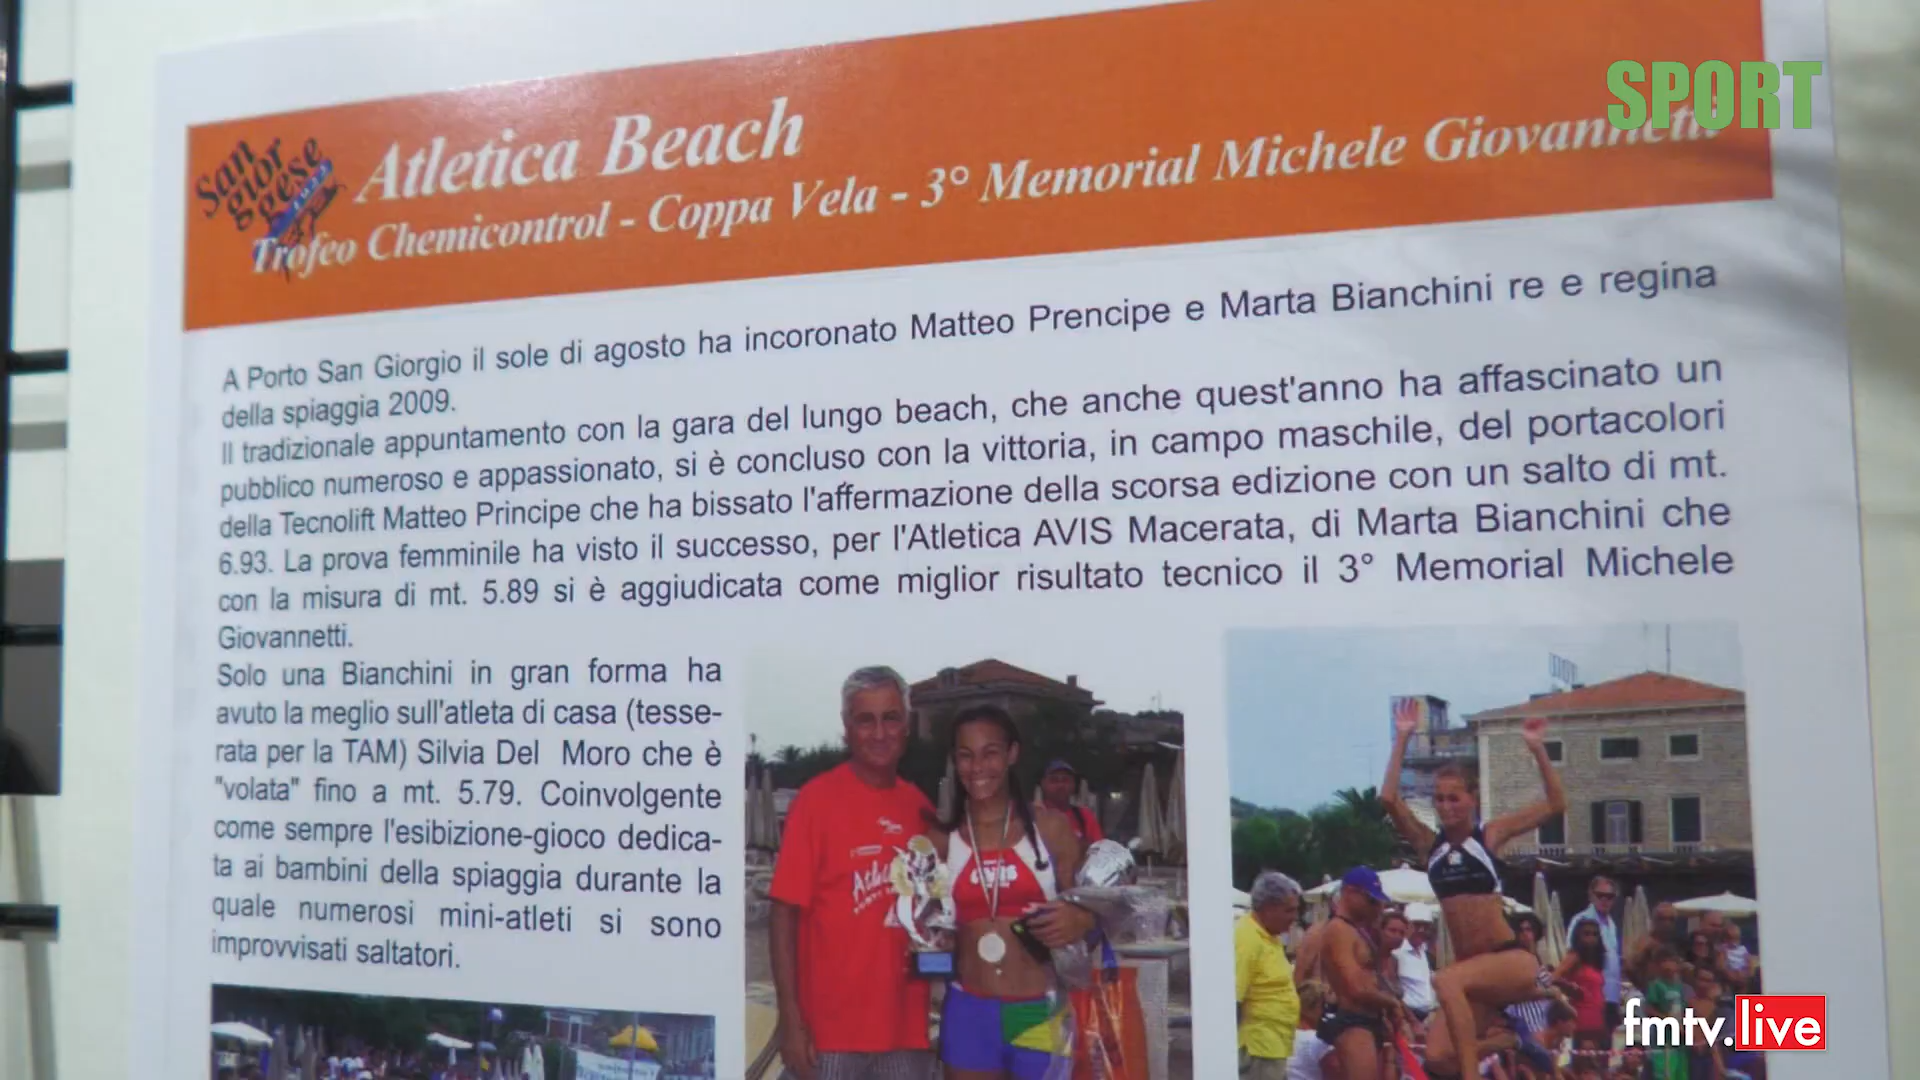 SPORT
San
gior
gese
Atletica Beach
Trofeo Chemicontrol - Coppa Vela - 3° Memorial Michele Giovannetti
A Porto San Giorgio il sole di agosto ha incoronato Matteo Prencipe e Marta Bianchini re e regina
della spiaggia 2009.
Il tradizionale appuntamento con la gara del lungo beach, che anche quest'anno ha affascinato un
pubblico numeroso e appassionato, si è concluso con la vittoria, in campo maschile, del portacolori
della Tecnolift Matteo Principe che ha bissato l'affermazione della scorsa edizione con un salto di mt.
6.93. La prova femminile ha visto il successo, per l'Atletica AVIS Macerata, di Marta Bianchini che
con la misura di mt. 5.89 si è aggiudicata come miglior risultato tecnico il 3° Memorial Michele
Giovannetti.
Solo una Bianchini in gran forma ha
avuto la meglio sull'atleta di casa (tesse-
rata per la TAM) Silvia Del Moro che è
"volata" fino a mt. 5.79. Coinvolgente
come sempre l'esibizione-gioco dedica-
ta ai bambini della spiaggia durante la
quale numerosi mini-atleti si sono
improvvisati saltatori.
fmtv.live